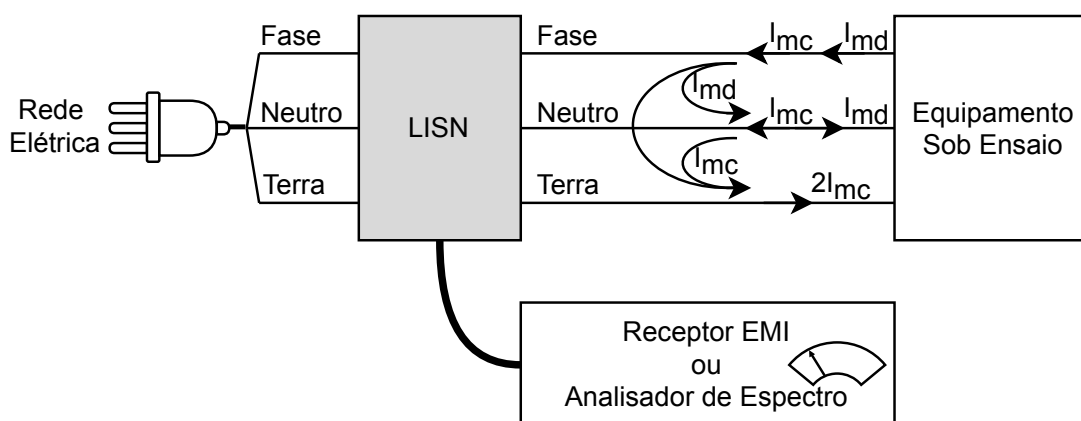 Rede
Elétrica
Fase
Neutro
Terra
LISN
Fase
Neutro
Terra
Imc
Imd
Imd
Imc
Imd
Imc
2Imc
Equipamento
Sob Ensaio
Receptor EMI
ou
Analisador de Espectro